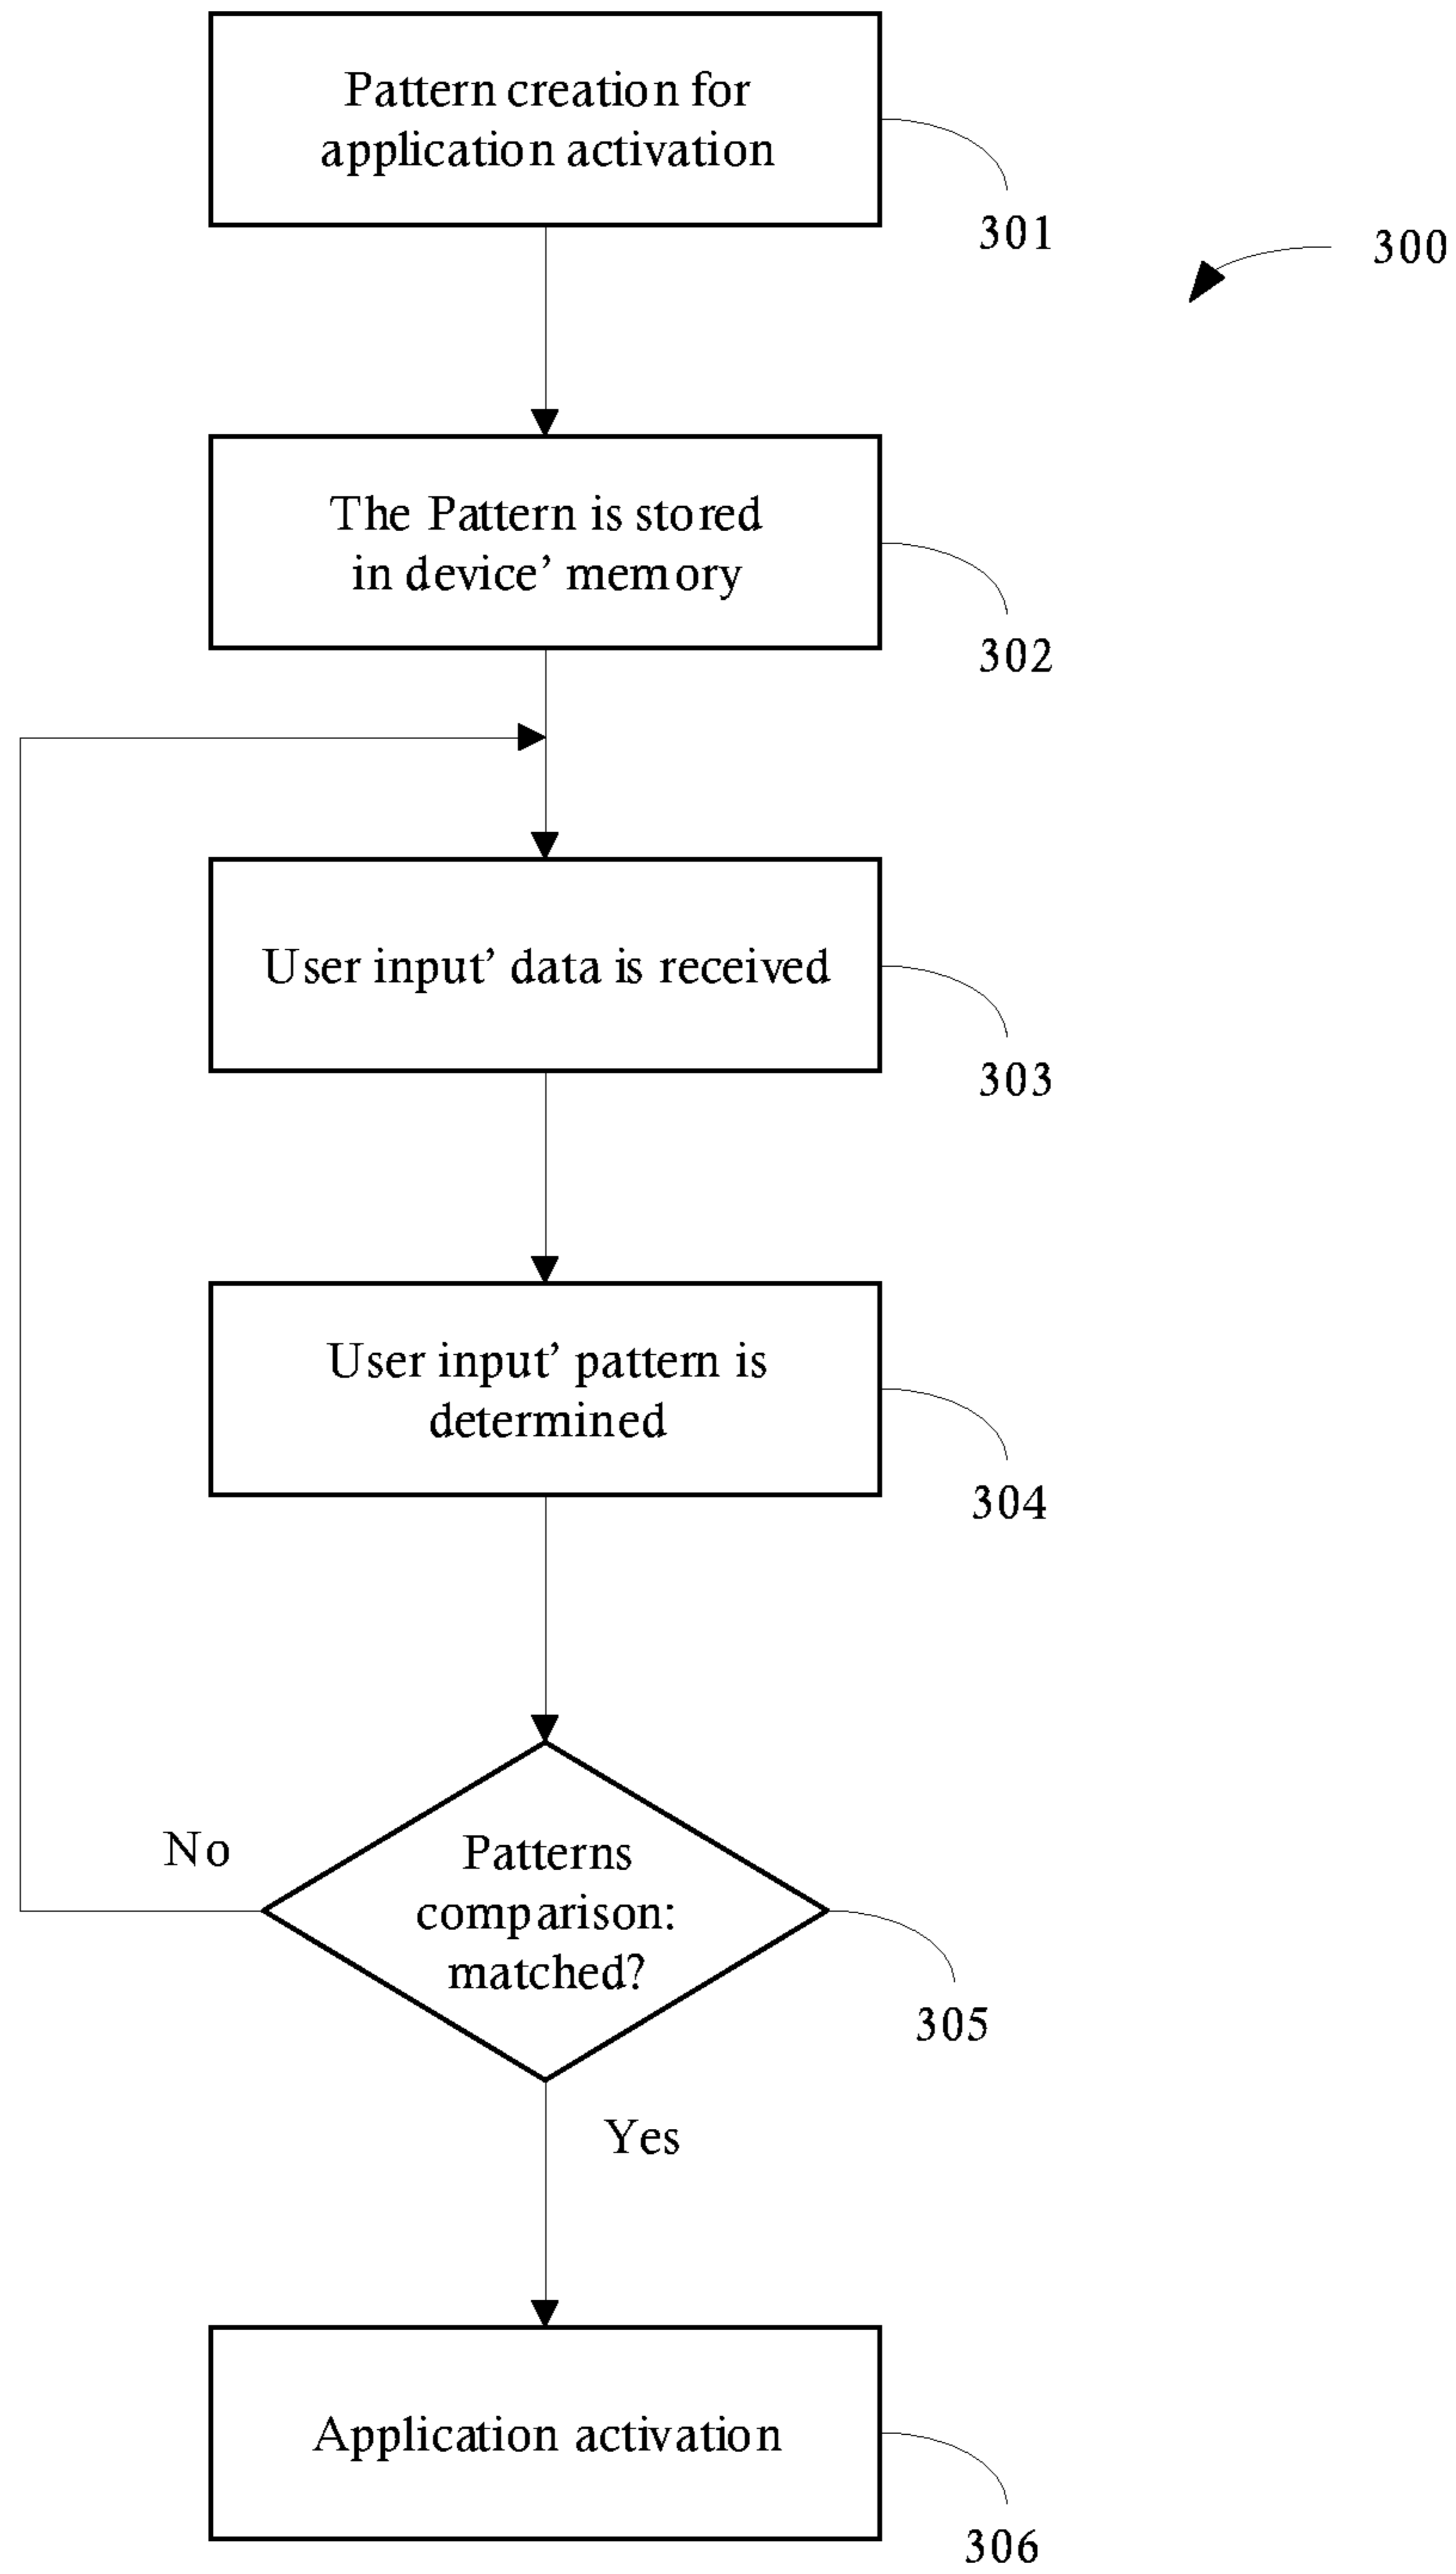 Pattern creation for
application activation
301
300
The Pattern is stored
in device’ memory
302
User input’ data is received
303
User input’ pattern is
determined
304
No
Patterns
comparison:
matched?
305
Yes
Application activation
306